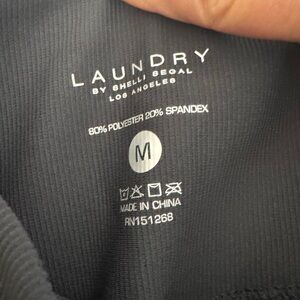 LAUNDRY
BY SHELLI SEGAL
LOS ANGELES
80% POLYESTER 20% SPANDEX
M
MADE IN CHINA
RN151268